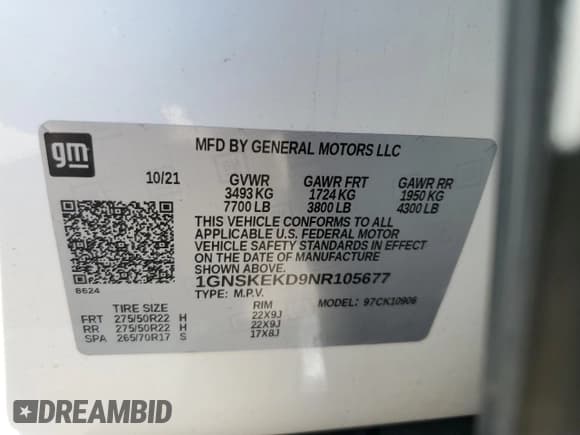 gm
MFD BY GENERAL MOTORS LLC
10/21 GVWR GAWR FRT GAWR RR
3493 KG 1724 KG 1950 KG
7700 LB 3800 LB 4300 LB
THIS VEHICLE CONFORMS TO ALL
APPLICABLE U.S. FEDERAL MOTOR
VEHICLE SAFETY STANDARDS IN EFFECT
ON THE DATE OF MANUFACTURE
SHOWN ABOVE.
8624 1GNSKEKD9NR105677
TYPE: M.P.V. MODEL: 97CK10906
TIRE SIZE RIM
FRT 275/50R22 H 22X9J
RR 275/50R22 H 22X9J
SPA 265/70R17 S 17X8J
DREAMBID